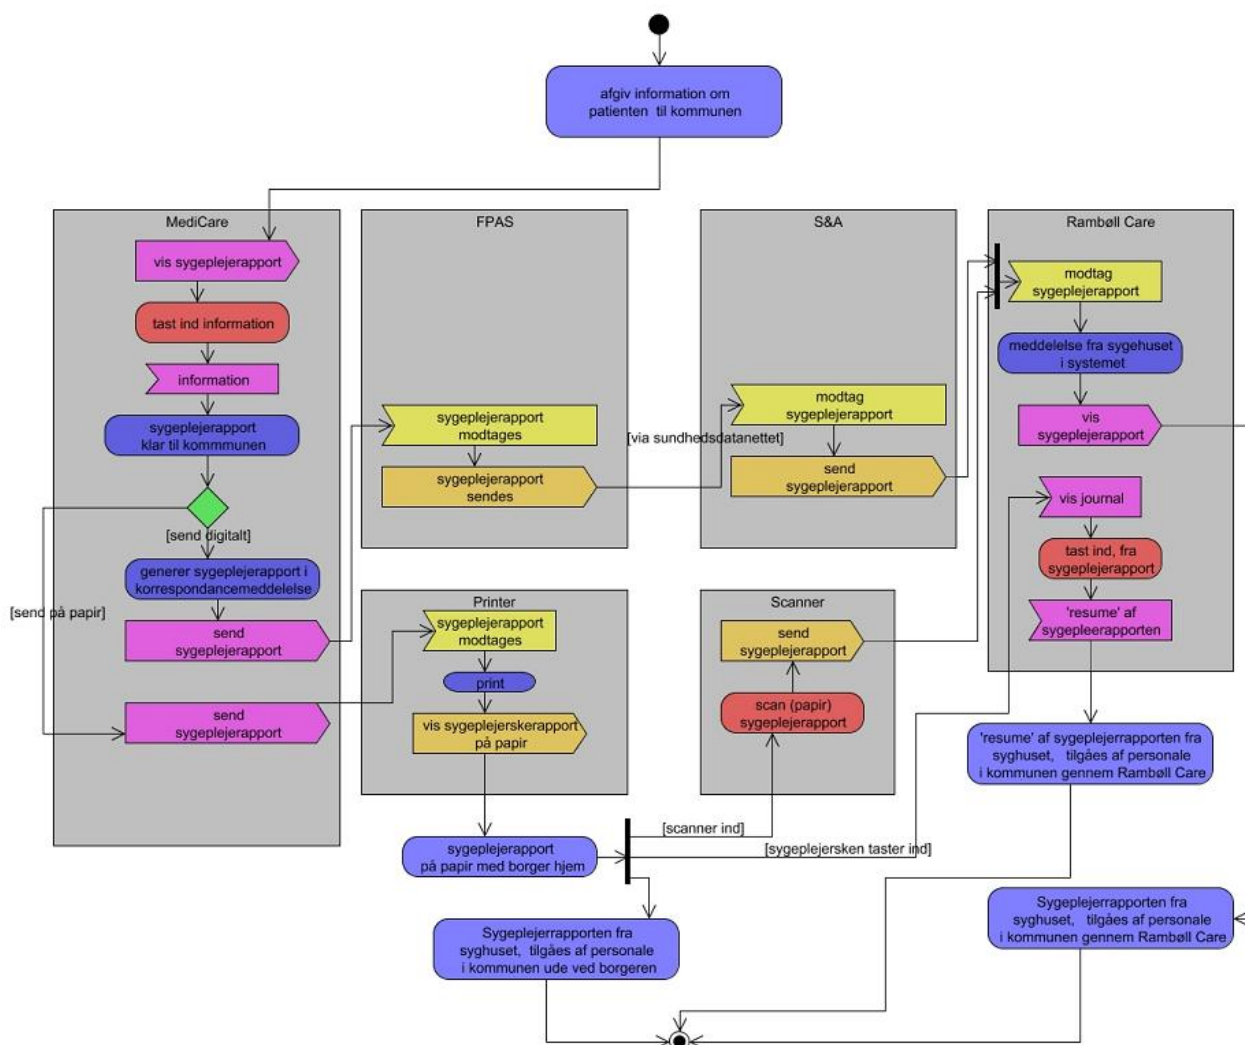 afgiv information om
patienten til kommunen
MediCare
vis sygeplejerapport
tast ind information
information
sygeplejerapport
klar til kommmunen
[send digitalt]
generer sygeplejerapport i
korrespondancemeddelelse
[send på papir]
send
sygeplejerapport
send
sygeplejerapport
FPAS
sygeplejerapport
modtages
sygeplejerapport
sendes
[via sundhedsdatanettet]
S&A
modtag
sygeplejerapport
send
sygeplejerapport
Rambøll Care
modtag
sygeplejerapport
meddelelse fra sygehuset
i systemet
vis
sygeplejerapport
vis journal
tast ind, fra
sygeplejerapport
'resume' af
sygepleerapporten
Printer
sygeplejerapport
modtages
print
vis sygeplejerskerapport
på papir
Scanner
send
sygeplejerapport
scan (papir)
sygeplejerapport
'resume' af sygeplejerrapporten fra
syghuset, tilgåes af personale
i kommunen gennem Rambøll Care
sygeplejerapport
på papir med borger hjem
[scanner ind]
[sygeplejersken taster ind]
Sygeplejerrapporten fra
syghuset, tilgåes af personale
i kommunen ude ved borgeren
Sygeplejerrapporten fra
syghuset, tilgåes af personale
i kommunen gennem Rambøll Care